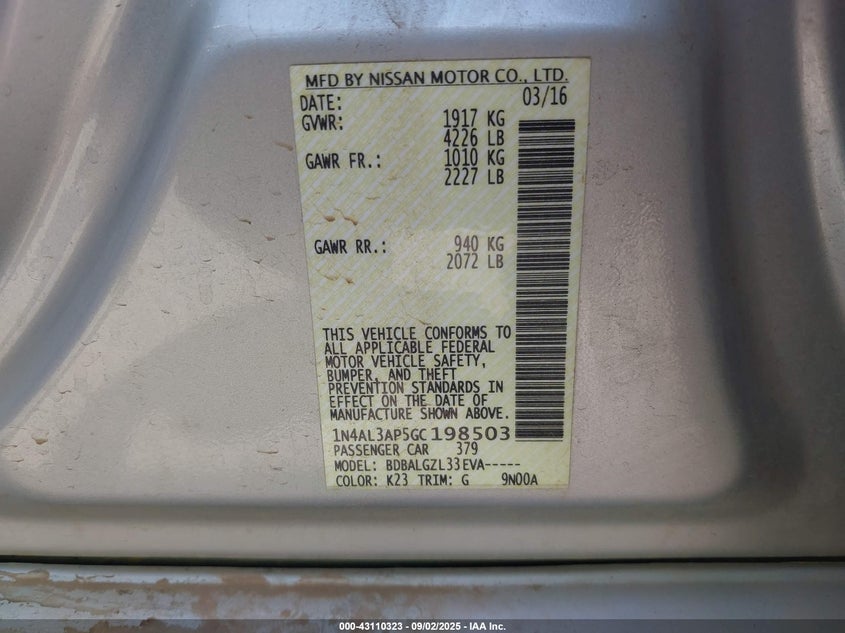 MFD BY NISSAN MOTOR CO., LTD.
DATE: 03/16
GVWR: 1917 KG
4226 LB
GAWR FR.: 1010 KG
2227 LB
GAWR RR.: 940 KG
2072 LB
THIS VEHICLE CONFORMS TO
ALL APPLICABLE FEDERAL
MOTOR VEHICLE SAFETY,
BUMPER, AND THEFT
PREVENTION STANDARDS IN
EFFECT ON THE DATE OF
MANUFACTURE SHOWN ABOVE.
1N4AL3AP5GC198503
PASSENGER CAR 379
MODEL: BDBALGZL33EVA-----
COLOR: K23 TRIM: G 9N00A
000-43110323 - 09/02/2025 - IAA Inc.